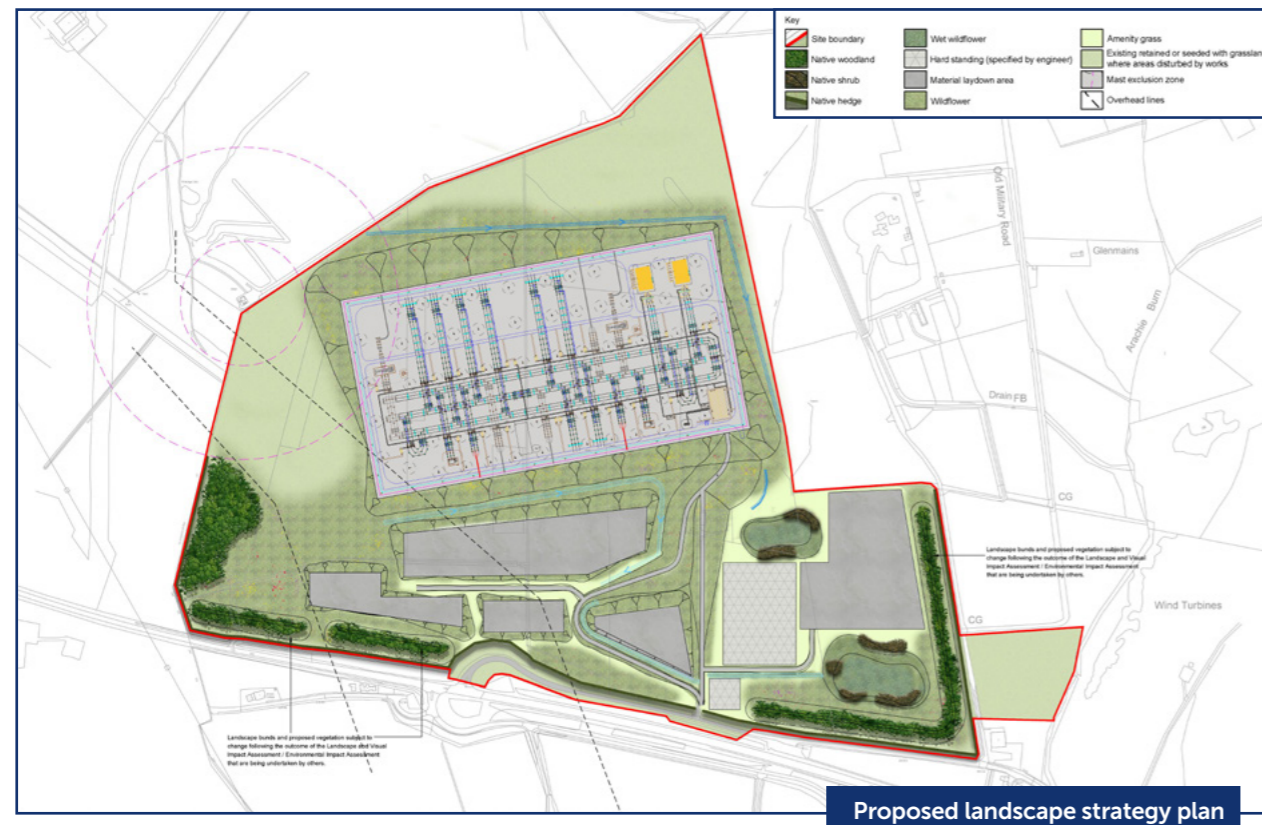 Key
Site boundary
Native woodland
Native shrub
Native hedge
Wet wildflower
Hard standing (specified by engineer)
Material laydown area
Wildflower
Amenity grass
Existing retained or seeded with grasslan
where areas disturbed by works
Mast exclusion zone
Overhead lines
Old Military Road
Glenmains
Arachie Burn
Drain
FB
CG
Landscape bunds and proposed vegetation subject to
change following the outcome of the Landscape and Visual
Impact Assessment / Environmental Impact Assessment
that are being undertaken by others.
Wind Turbines
CG
Landscape bunds and proposed vegetation subject to
change following the outcome of the Landscape and Visual
Impact Assessment / Environmental Impact Assessment
that are being undertaken by others.
Proposed landscape strategy plan